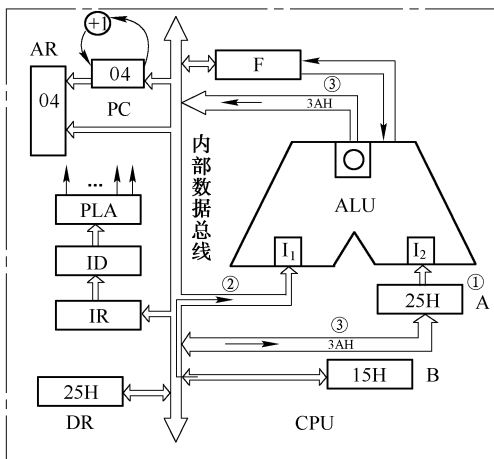 +1
AR
04
04
PC
F
③
3AH
内部数据总线
O
ALU
…
PLA
I₁
I₂
ID
②
①
25H
A
IR
③
3AH
25H
15H
B
DR
CPU